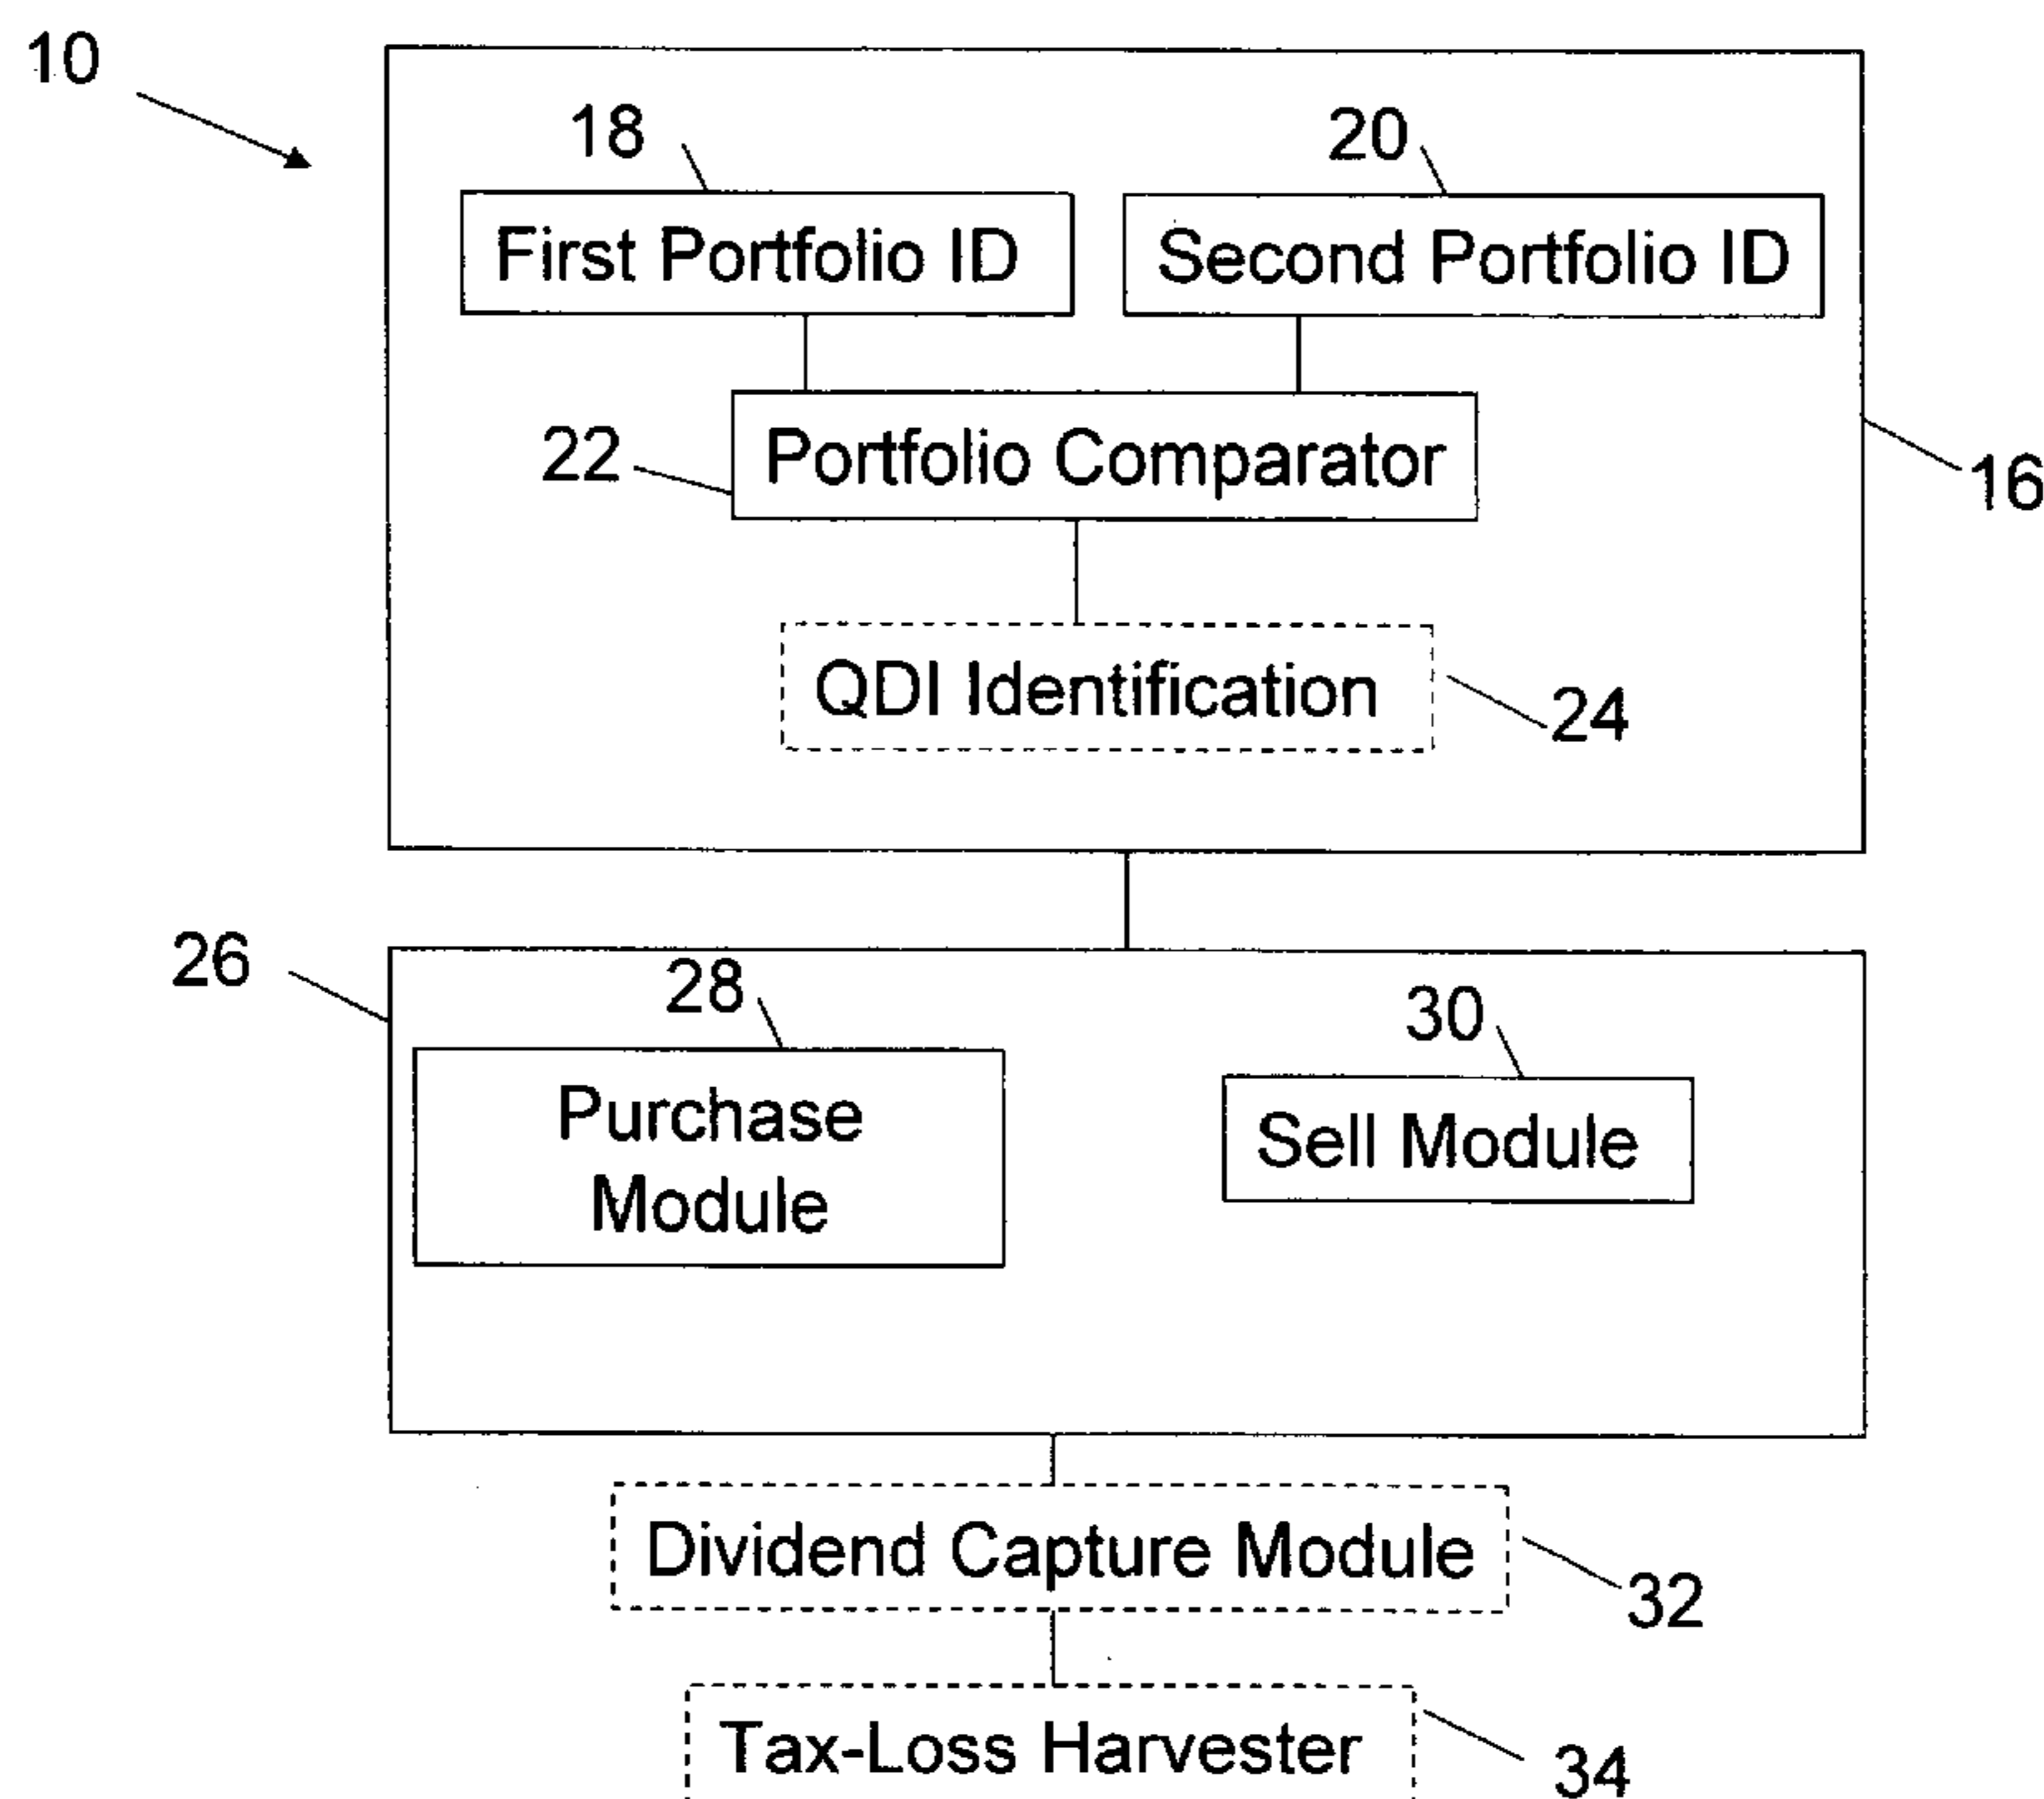 10
18
20
First Portfolio ID
Second Portfolio ID
22
Portfolio Comparator
16
QDI Identification
24
26
28
30
Purchase
Module
Sell Module
Dividend Capture Module
32
Tax-Loss Harvester
34